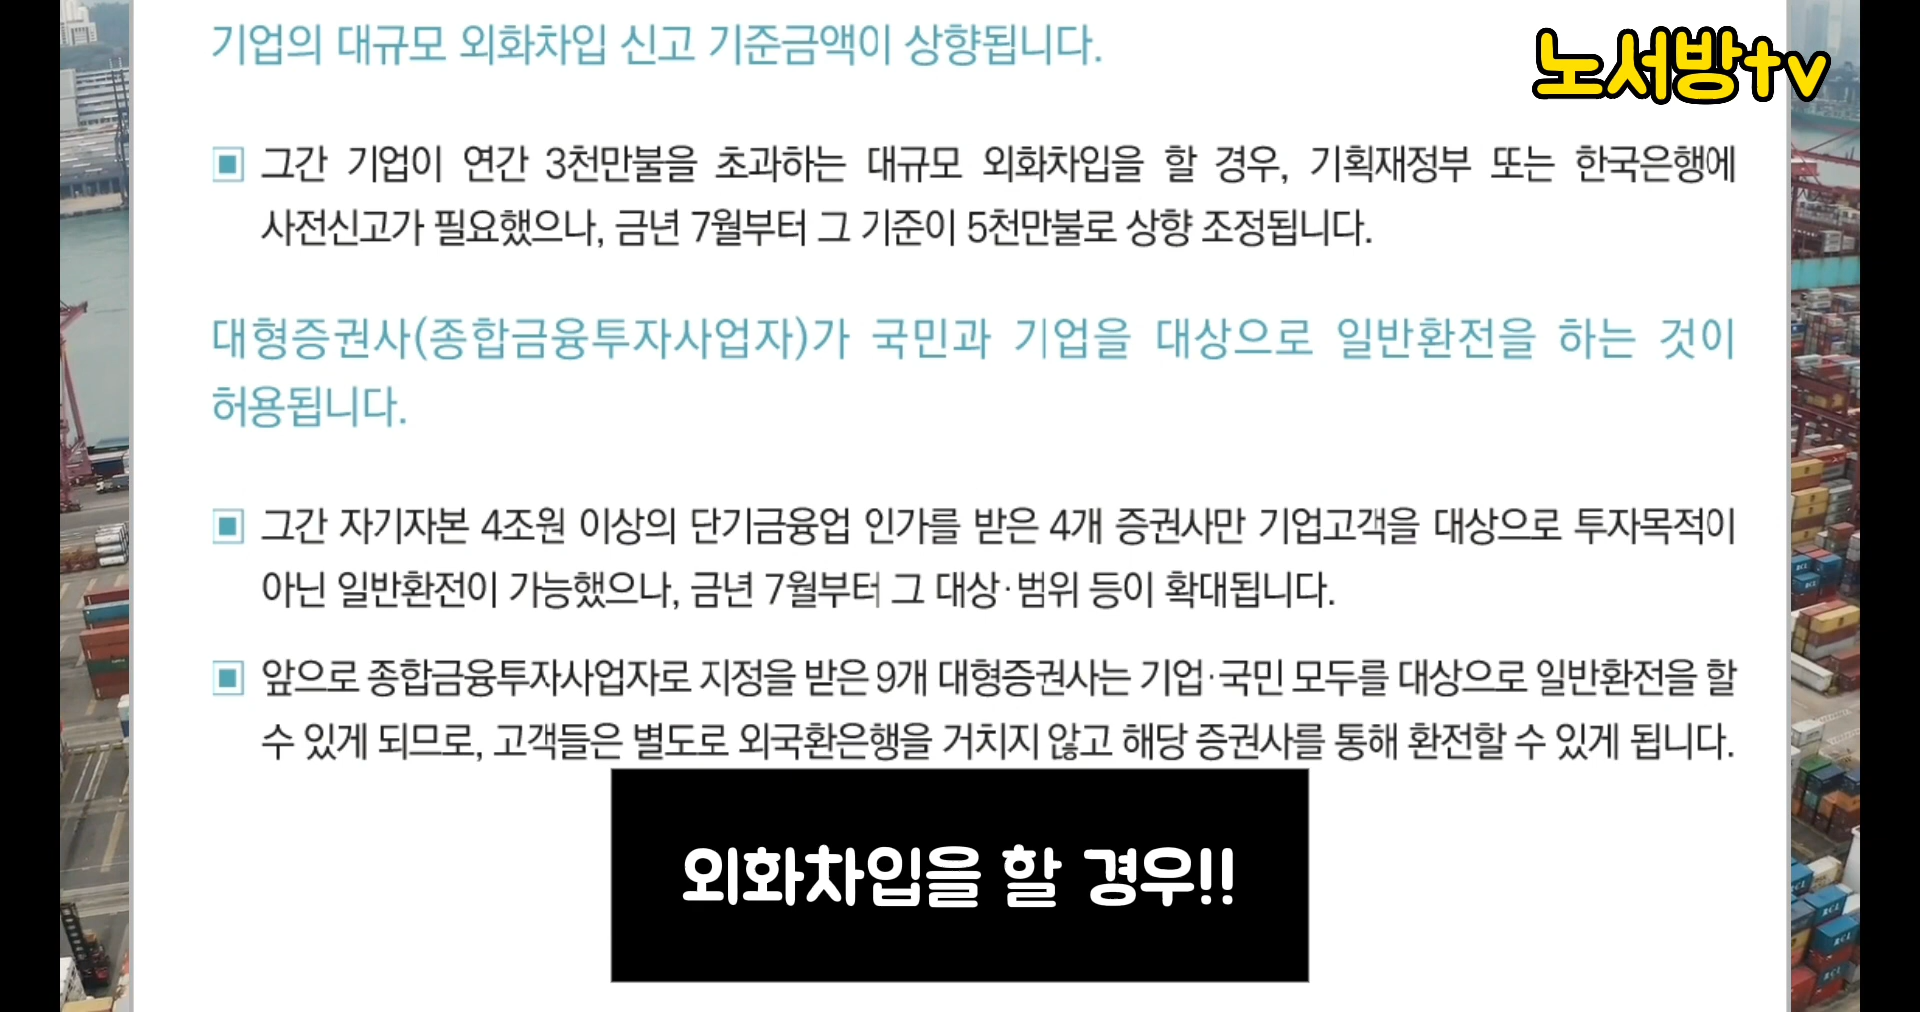 기업의 대규모 외화차입 신고 기준금액이 상향됩니다.
노서방tv
▣ 그간 기업이 연간 3천만불을 초과하는 대규모 외화차입을 할 경우, 기획재정부 또는 한국은행에
사전신고가 필요했으나, 금년 7월부터 그 기준이 5천만불로 상향 조정됩니다.
대형증권사(종합금융투자사업자)가 국민과 기업을 대상으로 일반환전을 하는 것이
허용됩니다.
▣ 그간 자기자본 4조원 이상의 단기금융업 인가를 받은 4개 증권사만 기업고객을 대상으로 투자목적이
아닌 일반환전이 가능했으나, 금년 7월부터 그 대상·범위 등이 확대됩니다.
▣ 앞으로 종합금융투자사업자로 지정을 받은 9개 대형증권사는 기업·국민 모두를 대상으로 일반환전을 할
수 있게 되므로, 고객들은 별도로 외국환은행을 거치지 않고 해당 증권사를 통해 환전할 수 있게 됩니다.
외화차입을 할 경우!!